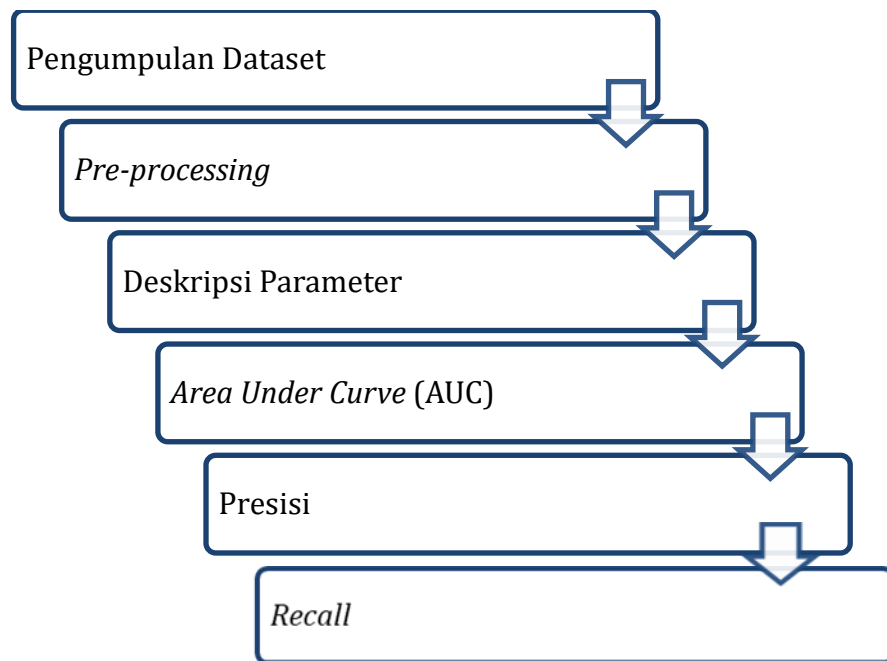 Pengumpulan Dataset
Pre-processing
Deskripsi Parameter
Area Under Curve (AUC)
Presisi
Recall